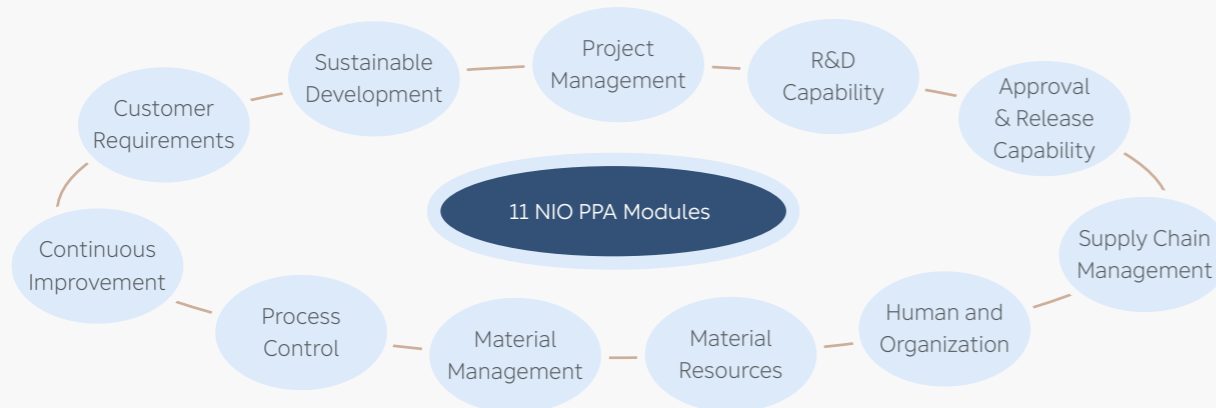 Project
Management
R&D
Capability
Sustainable
Development
Approval
& Release
Capability
Customer
Requirements
11 NIO PPA Modules
Supply Chain
Management
Continuous
Improvement
Human and
Organization
Process
Control
Material
Management
Material
Resources